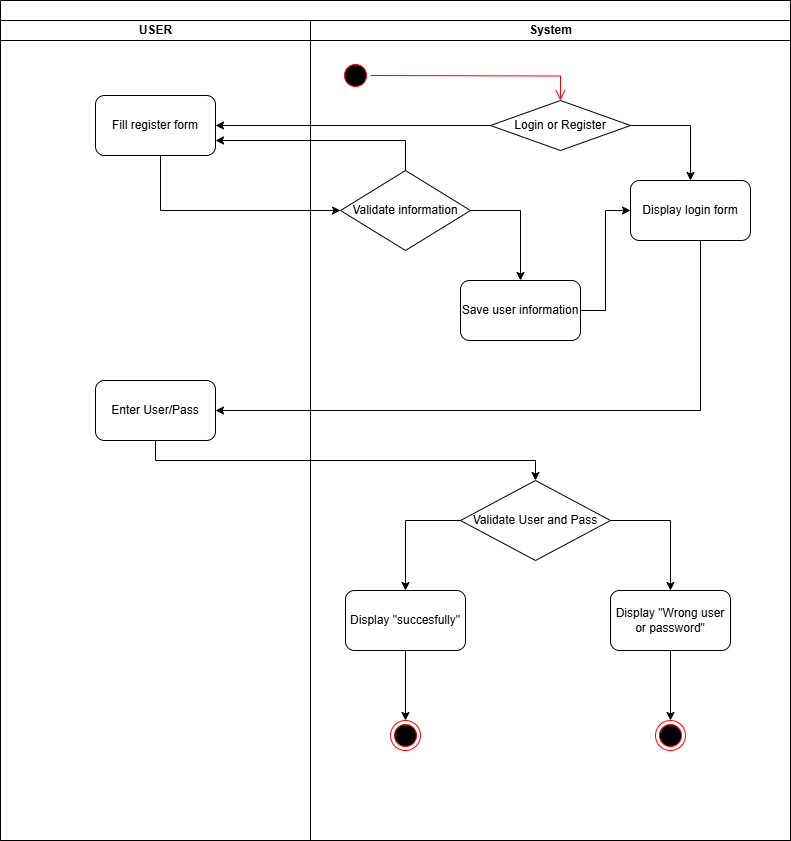 USER
System
Login or Register
Fill register form
Validate information
Display login form
Save user information
Enter User/Pass
Validate User and Pass
Display "succesfully"
Display "Wrong user
or password"